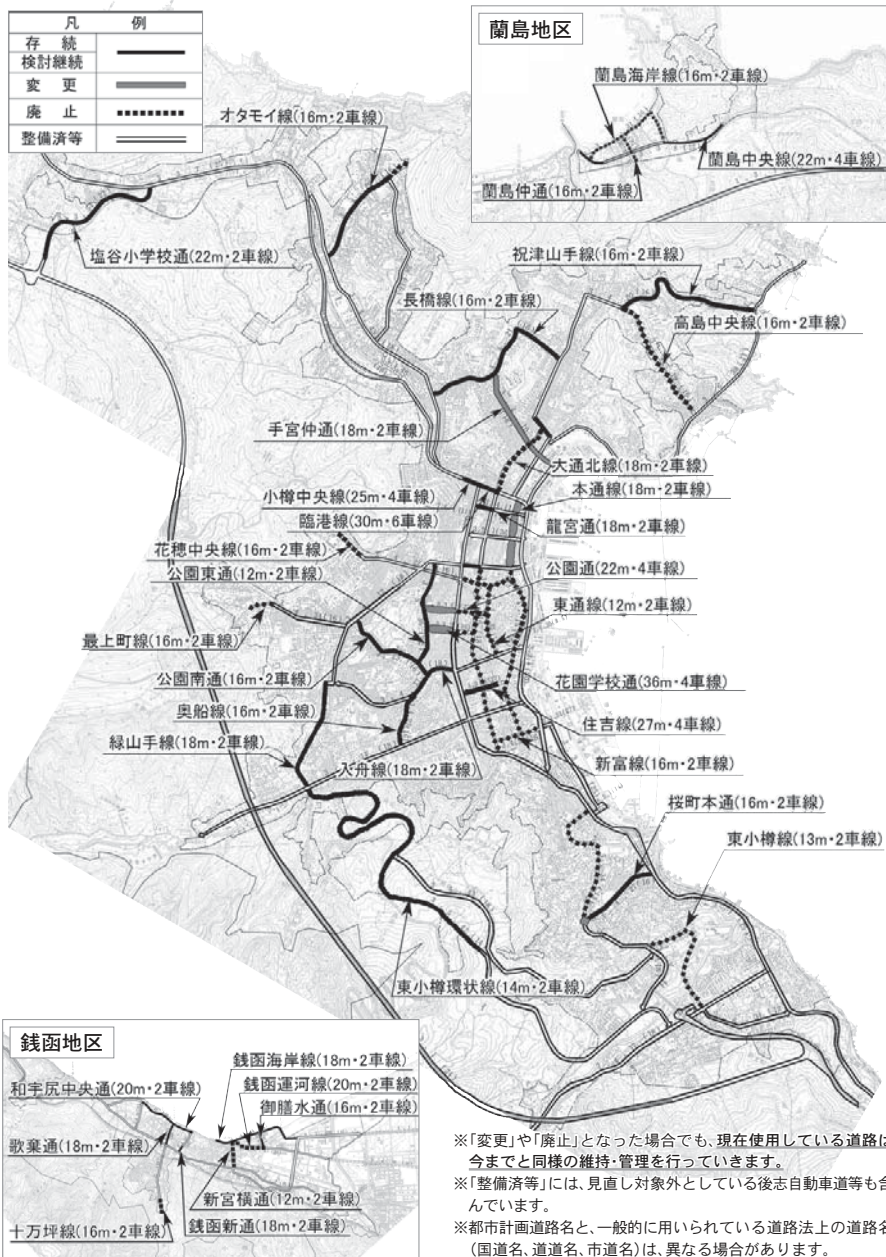 凡 例
存 続
検討継続
変 更
廃 止
整備済等
蘭島地区
蘭島海岸線(16m・2車線)
蘭島中央線(22m・4車線)
蘭島仲通(16m・2車線)
オタモイ線(16m・2車線)
塩谷小学校通(22m・2車線)
祝津山手線(16m・2車線)
長橋線(16m・2車線)
高島中央線(16m・2車線)
手宮仲通(18m・2車線)
大通北線(18m・2車線)
小樽中央線(25m・4車線)
本通線(18m・2車線)
臨港線(30m・6車線)
龍宮通(18m・2車線)
花穂中央線(16m・2車線)
公園東通(12m・2車線)
公園通(22m・4車線)
東通線(12m・2車線)
最上町線(16m・2車線)
公園南通(16m・2車線)
花園学校通(36m・4車線)
奥船線(16m・2車線)
住吉線(27m・4車線)
緑山手線(18m・2車線)
入舟線(18m・2車線)
新富線(16m・2車線)
桜町本通(16m・2車線)
東小樽線(13m・2車線)
東小樽環状線(14m・2車線)
銭函地区
銭函海岸線(18m・2車線)
和宇尻中央通(20m・2車線)
銭函運河線(20m・2車線)
御膳水通(16m・2車線)
歌棄通(18m・2車線)
新宮横通(12m・2車線)
十万坪線(16m・2車線)
銭函新通(18m・2車線)
※「変更」や「廃止」となった場合でも、現在使用している道路は
今までと同様の維持・管理を行っていきます。
※「整備済等」には、見直し対象外としている後志自動車道等も含
んでいます。
※都市計画道路名と、一般的に用いられている道路法上の道路名
(国道名、道道名、市道名)は、異なる場合があります。